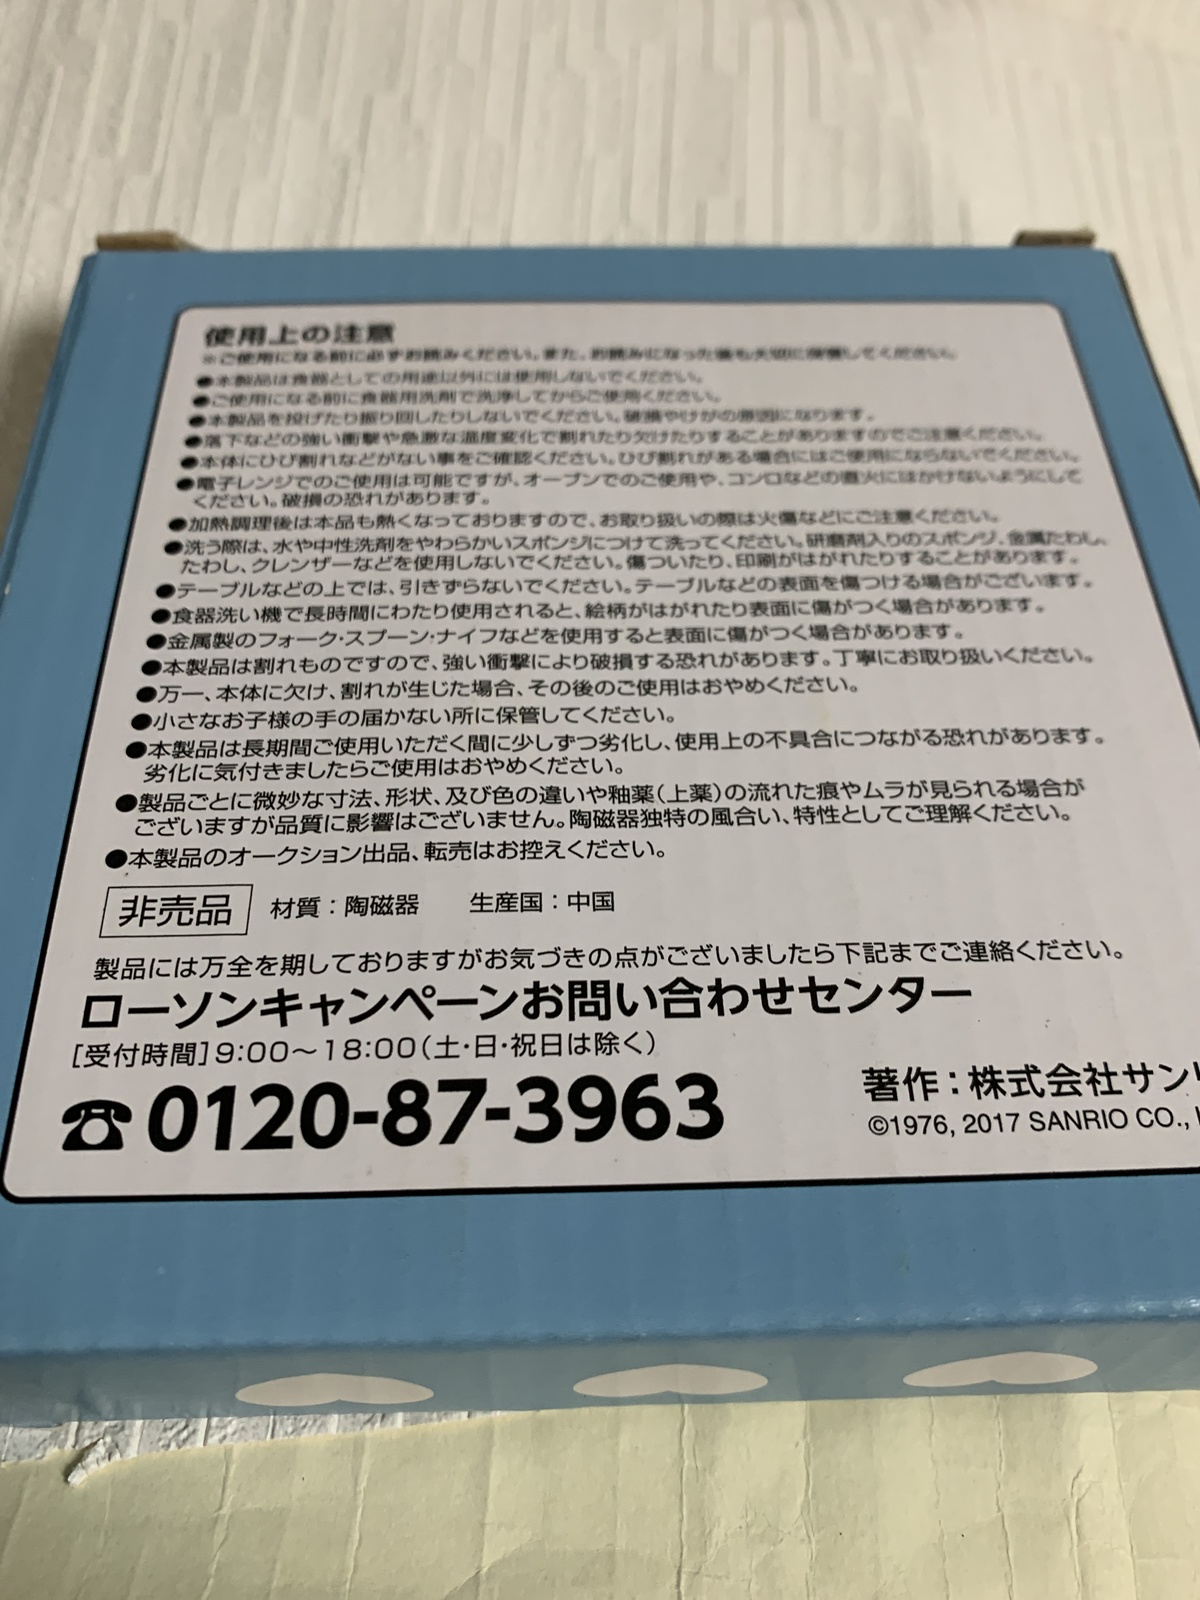 使用上の注意
※ご使用になる前に必ずお読みください。また、お読みになった後も大切に保管してください。
●本製品は食器としての用途以外には使用しないでください。
●ご使用になる前に食器用洗剤で洗浄してからご使用ください。
●本製品を投げたり振り回したりしないでください。破損やけがの原因になります。
●落下などの強い衝撃や急激な温度変化で割れたり欠けたりすることがありますのでご注意ください。
●本体にひび割れなどがない事をご確認ください。ひび割れがある場合にはご使用にならないでください。
●電子レンジでのご使用は可能ですが、オーブンでのご使用や、コンロなどの直火にはかけないようにして
ください。破損の恐れがあります。
●加熱調理後は本品も熱くなっておりますので、お取り扱いの際は火傷などにご注意ください。
●洗う際は、水や中性洗剤をやわらかいスポンジにつけて洗ってください。研磨剤入りのスポンジ、金属たわし、
たわし、クレンザーなどを使用しないでください。傷ついたり、印刷がはがれたりすることがあります。
●テーブルなどの上では、引きずらないでください。テーブルなどの表面を傷つける場合がございます。
●食器洗い機で長時間にわたり使用されると、絵柄がはがれたり表面に傷がつく場合があります。
●金属製のフォーク・スプーン・ナイフなどを使用すると表面に傷がつく場合があります。
●本製品は割れものですので、強い衝撃により破損する恐れがあります。丁寧にお取り扱いください。
●万一、本体に欠け、割れが生じた場合、その後のご使用はおやめください。
●小さなお子様の手の届かない所に保管してください。
●本製品は長期間ご使用いただく間に少しずつ劣化し、使用上の不具合につながる恐れがあります。
劣化に気付きましたらご使用はおやめください。
●製品ごとに微妙な寸法、形状、及び色の違いや釉薬(上薬)の流れた痕やムラが見られる場合が
ございますが品質に影響はございません。陶磁器独特の風合い、特性としてご理解ください。
●本製品のオークション出品、転売はお控えください。
非売品 材質：陶磁器 生産国：中国
製品には万全を期しておりますがお気づきの点がございましたら下記までご連絡ください。
ローソンキャンペーンお問い合わせセンター
[受付時間]9:00～18:00(土・日・祝日は除く)
☎0120-87-3963
著作：株式会社サンリ
©1976, 2017 SANRIO CO.,